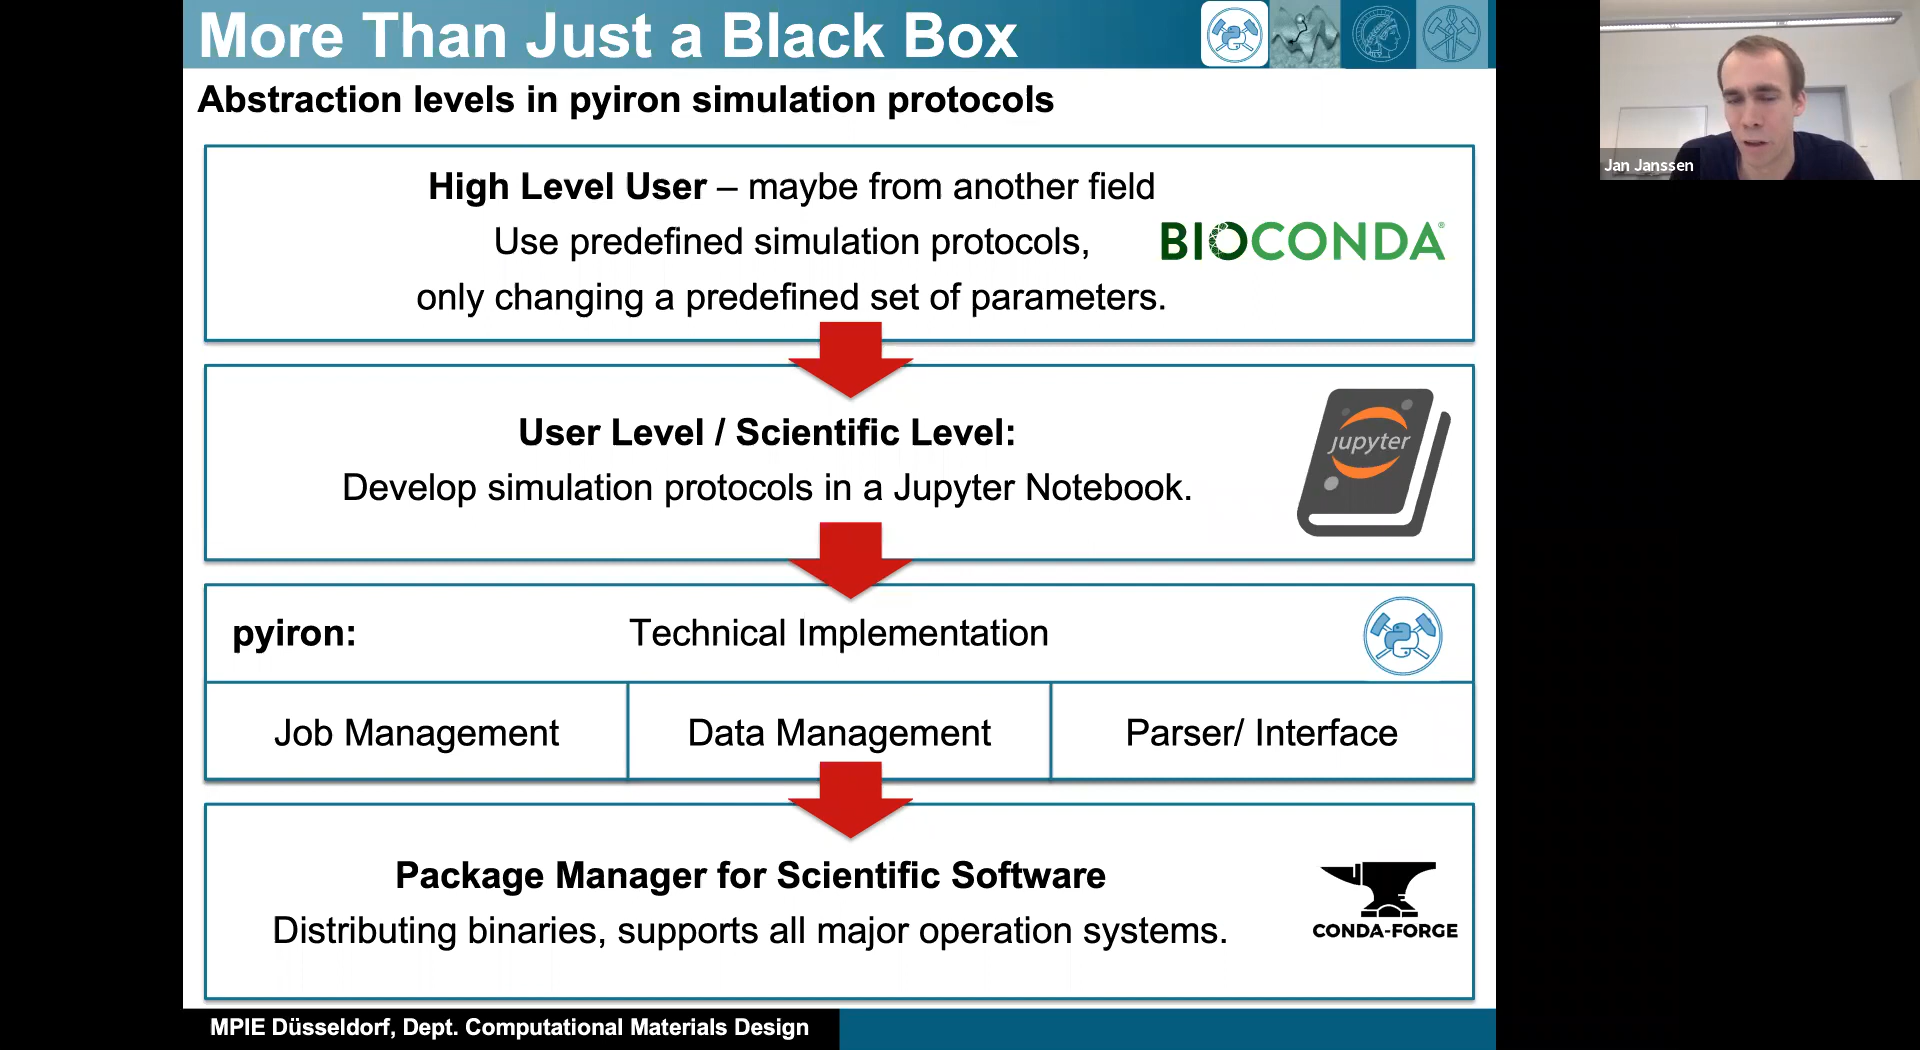 More Than Just a Black Box
Abstraction levels in pyiron simulation protocols
High Level User – maybe from another field
Use predefined simulation protocols,
only changing a predefined set of parameters.
BIOCONDA®
User Level / Scientific Level:
Develop simulation protocols in a Jupyter Notebook.
jupyter
pyiron:
Technical Implementation
Job Management
Data Management
Parser/ Interface
Package Manager for Scientific Software
Distributing binaries, supports all major operation systems.
CONDA-FORGE
MPIE Düsseldorf, Dept. Computational Materials Design
Jan Janssen